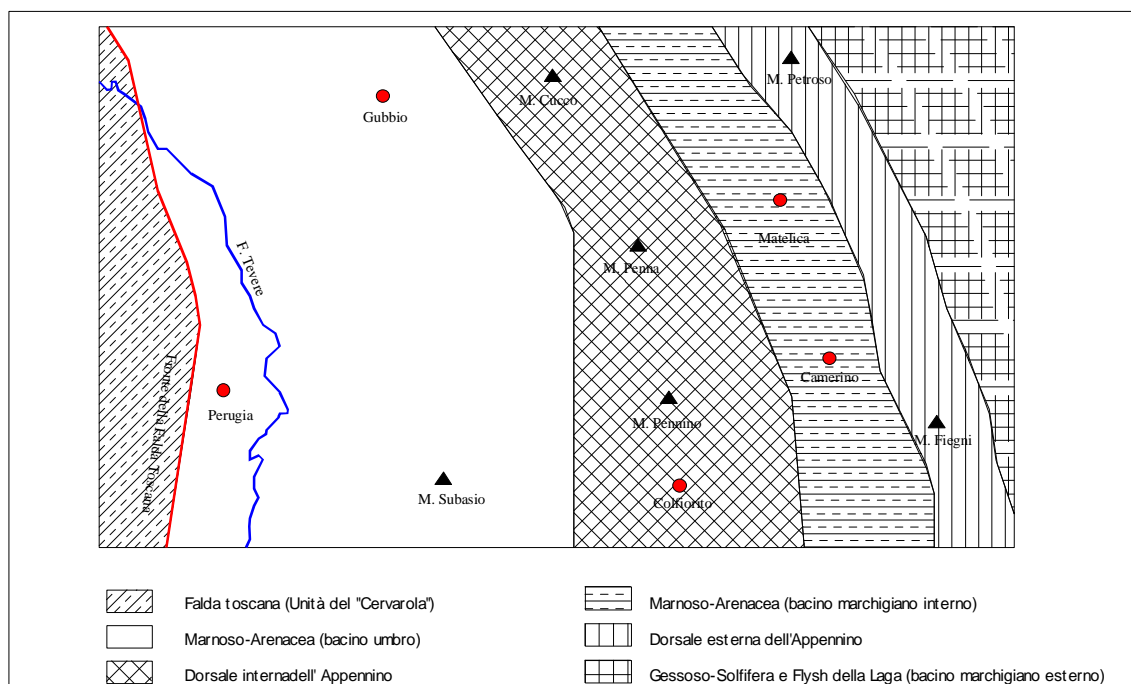 M. Petroso
M. Cucco
Gubbio
Matelica
F. Tevere
M. Penna
Camerino
Fronte della Falda Toscana
Perugia
M. Pennino
M. Fiegni
M. Subasio
Colfiorito
Falda toscana (Unità del "Cervarola")
Marnoso-Arenacea (bacino umbro)
Dorsale internadell' Appennino
Marnoso-Arenacea (bacino marchigiano interno)
Dorsale esterna dell'Appennino
Gessoso-Solfifera e Flysh della Laga (bacino marchigiano esterno)